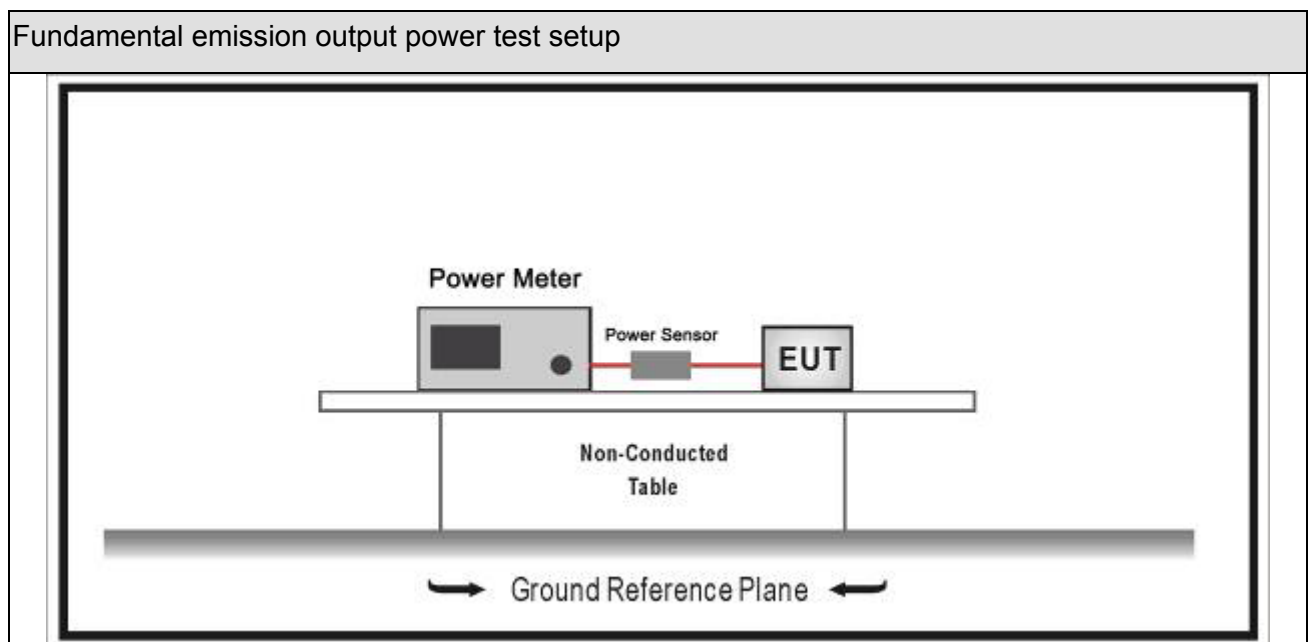 Fundamental emission output power test setup
Power Meter
Power Sensor
EUT
Non-Conducted
Table
Ground Reference Plane